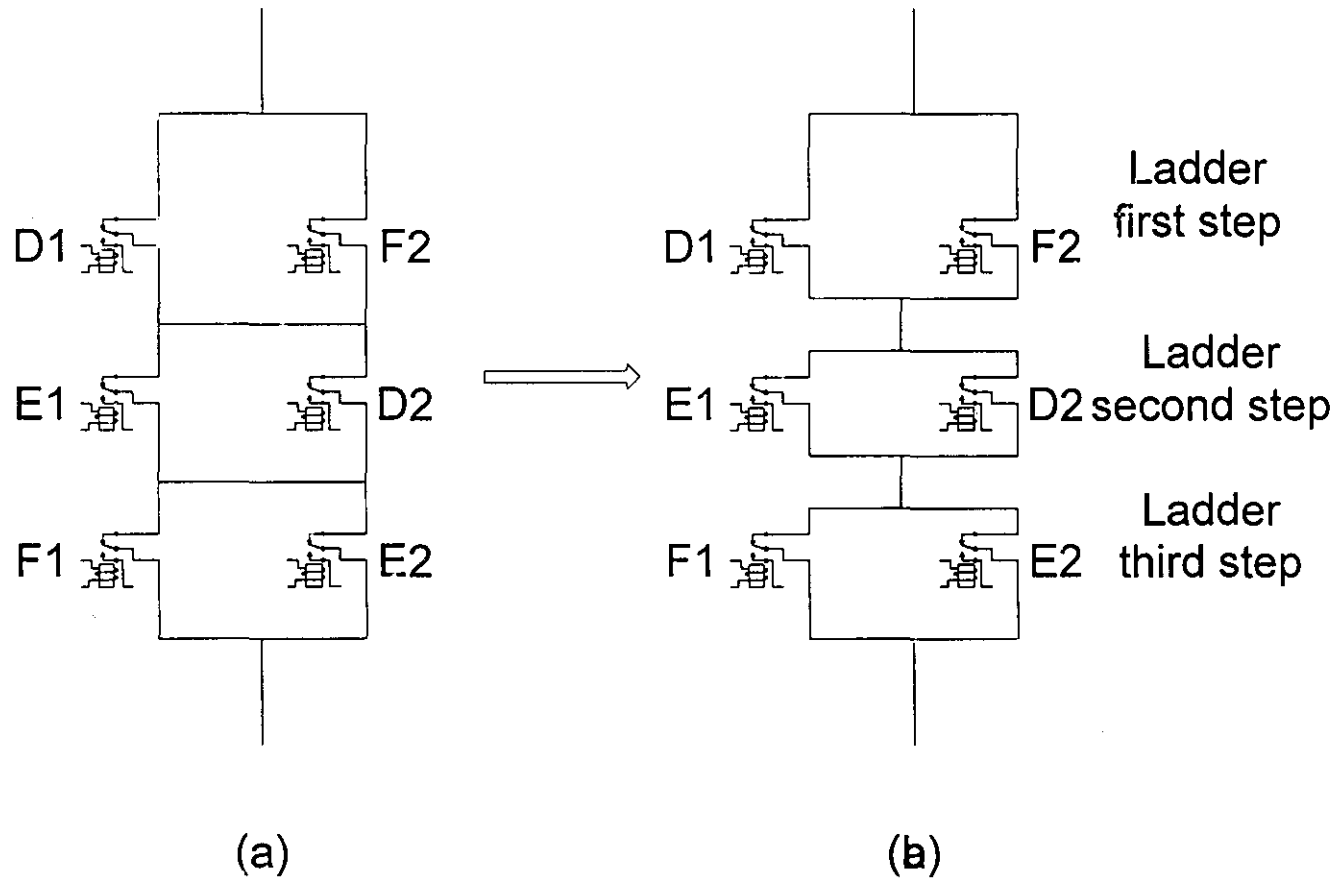 D1
F2
E1
D2
F1
E2
(a)
D1
F2
Ladder
first step
E1
D2
Ladder
second step
F1
E2
Ladder
third step
(b)